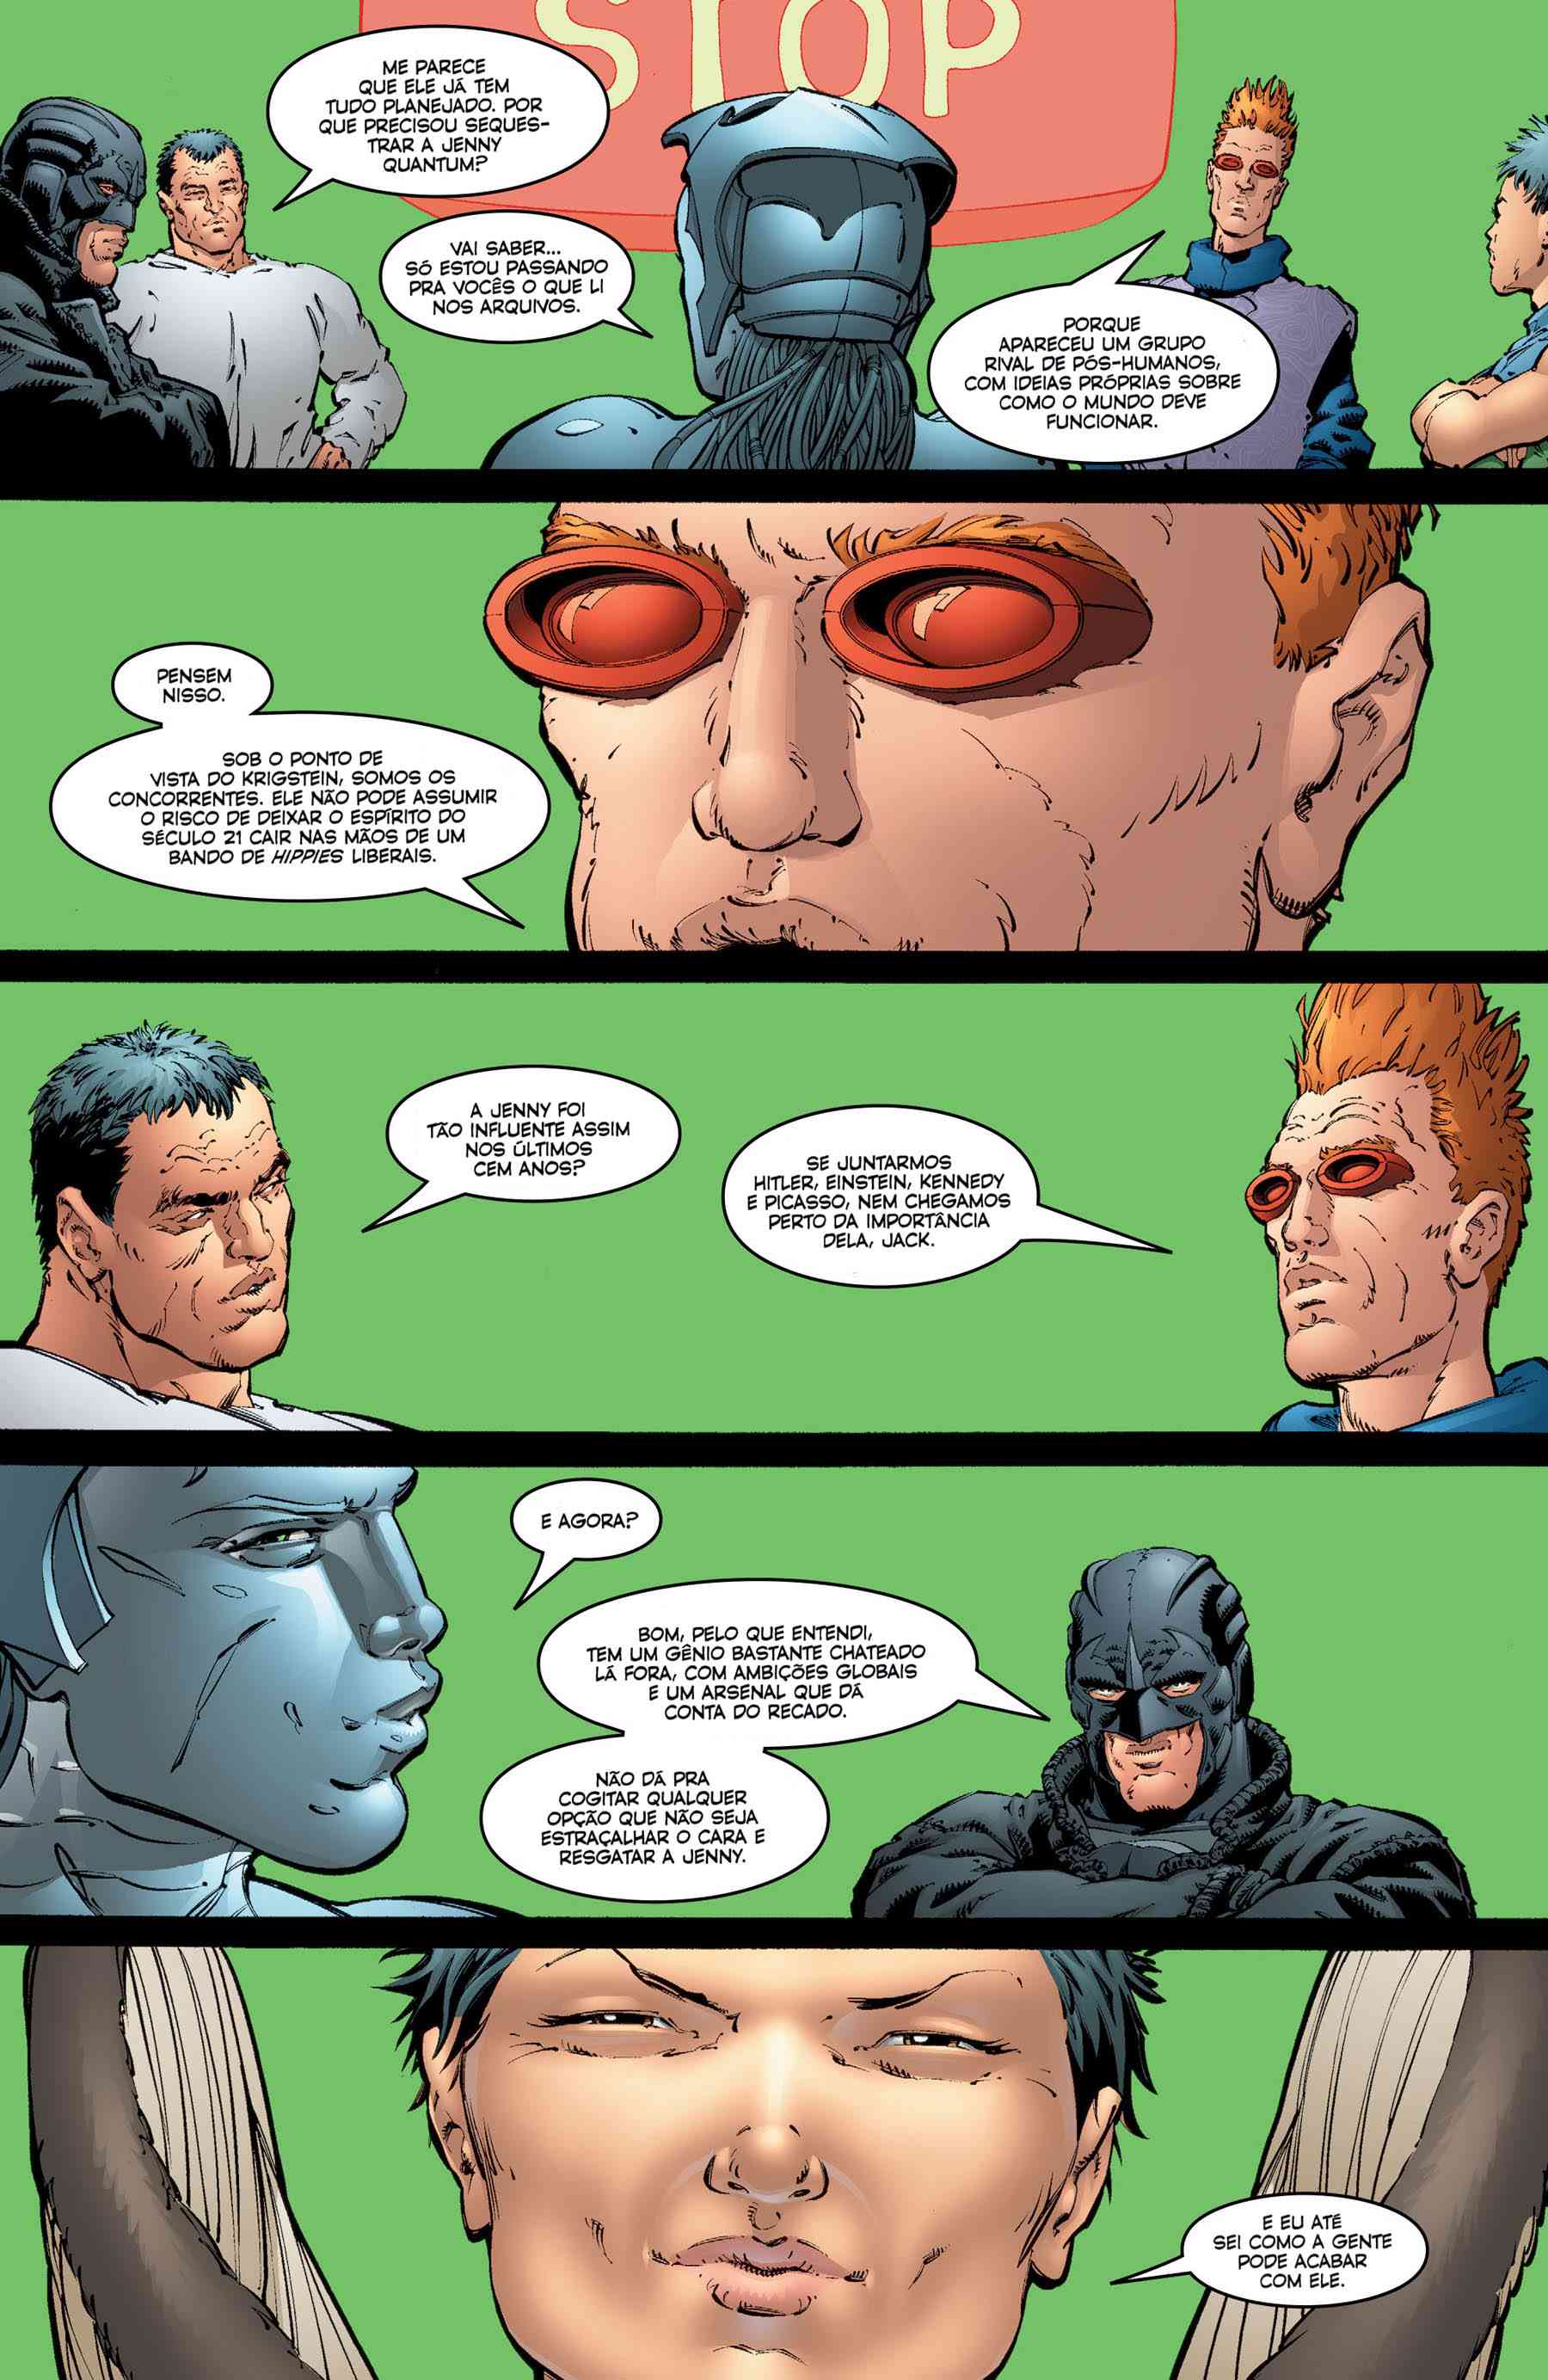 STOP
ME PARECE
QUE ELE JÁ TEM
TUDO PLANEJADO. POR
QUE PRECISOU SEQUES-
TRAR A JENNY
QUANTUM?
VAI SABER...
SÓ ESTOU PASSANDO
PRA VOCÊS O QUE LI
NOS ARQUIVOS.
PORQUE
APARECEU UM GRUPO
RIVAL DE PÓS-HUMANOS,
COM IDEIAS PRÓPRIAS SOBRE
COMO O MUNDO DEVE
FUNCIONAR.
PENSEM
NISSO.
SOB O PONTO DE
VISTA DO KRIGSTEIN, SOMOS OS
CONCORRENTES. ELE NÃO PODE ASSUMIR
O RISCO DE DEIXAR O ESPÍRITO DO
SÉCULO 21 CAIR NAS MÃOS DE UM
BANDO DE HIPPIES LIBERAIS.
A JENNY FOI
TÃO INFLUENTE ASSIM
NOS ÚLTIMOS
CEM ANOS?
SE JUNTARMOS
HITLER, EINSTEIN, KENNEDY
E PICASSO, NEM CHEGAMOS
PERTO DA IMPORTÂNCIA
DELA, JACK.
E AGORA?
BOM, PELO QUE ENTENDI,
TEM UM GÊNIO BASTANTE CHATEADO
LÁ FORA, COM AMBIÇÕES GLOBAIS
E UM ARSENAL QUE DÁ
CONTA DO RECADO.
NÃO DÁ PRA
COGITAR QUALQUER
OPÇÃO QUE NÃO SEJA
ESTRAÇALHAR O CARA E
RESGATAR A JENNY.
E EU ATÉ
SEI COMO A GENTE
PODE ACABAR
COM ELE.